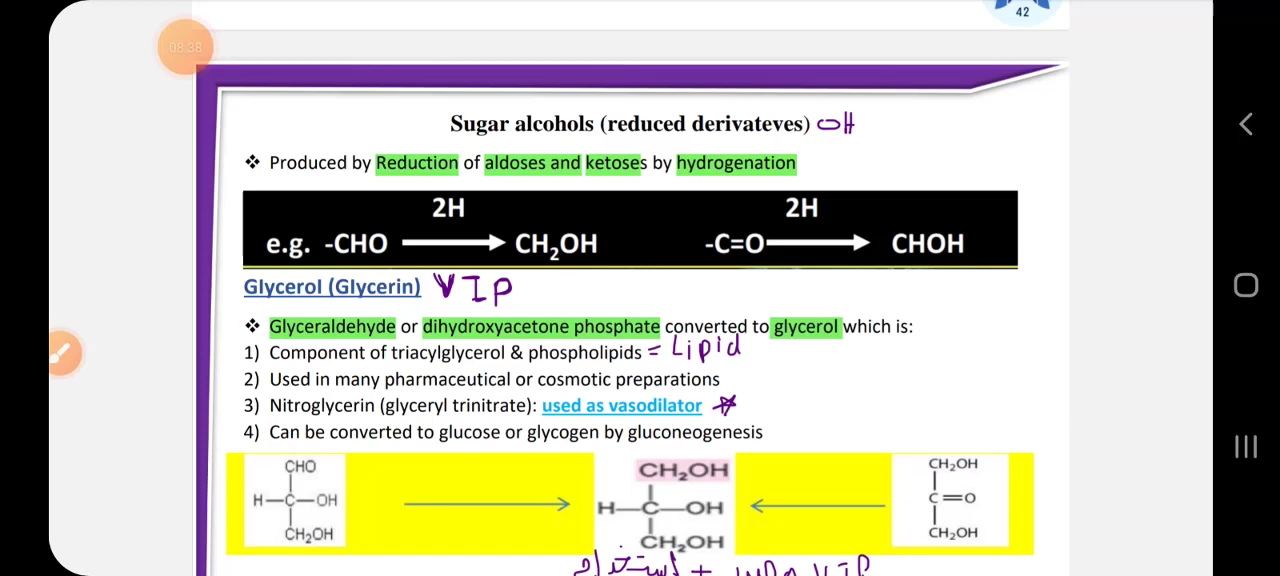 42
08:38
Sugar alcohols (reduced derivateves) OH
❖ Produced by Reduction of aldoses and ketoses by hydrogenation
2H 2H
e.g. -CHO CH₂OH -C=O CHOH
Glycerol (Glycerin) VIP
❖ Glyceraldehyde or dihydroxyacetone phosphate converted to glycerol which is:
1) Component of triacylglycerol & phospholipids = Lipid
2) Used in many pharmaceutical or cosmotic preparations
3) Nitroglycerin (glyceryl trinitrate): used as vasodilator
4) Can be converted to glucose or glycogen by gluconeogenesis
CHO CH₂OH CH₂OH
H—C—OH H—C—OH C=O
CH₂OH CH₂OH CH₂OH
+ VIP